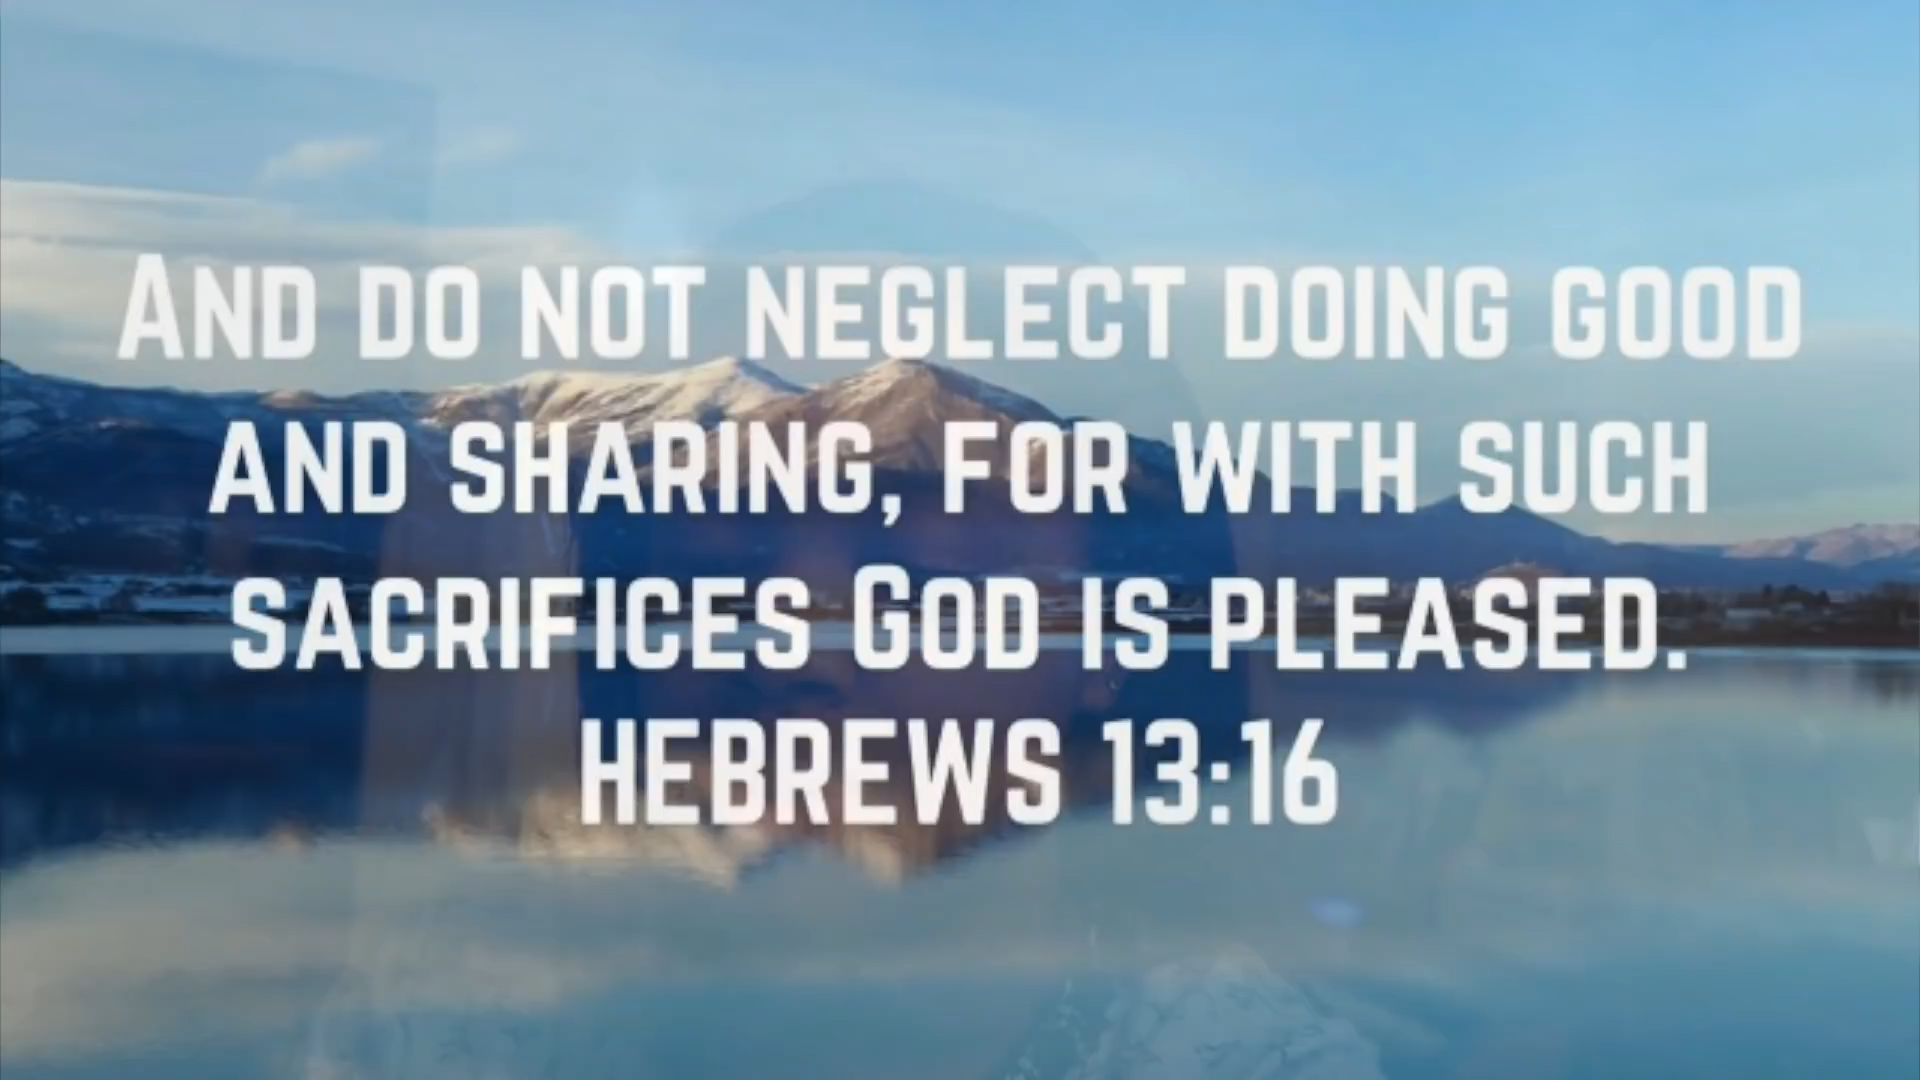 And do not neglect doing good
and sharing, for with such
sacrifices God is pleased.
HEBREWS 13:16